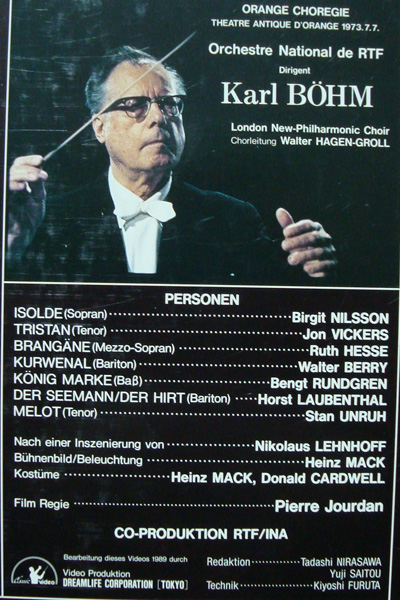 ORANGE CHOREGIE
THEATRE ANTIQUE D'ORANGE 1973.7.7.
Orchestre National de RTF
Dirigent
Karl BÖHM
London New-Philharmonic Choir
Chorleitung Walter HAGEN-GROLL
PERSONEN
ISOLDE(Sopran) Birgit NILSSON
TRISTAN(Tenor) Jon VICKERS
BRANGÄNE(Mezzo-Sopran) Ruth HESSE
KURWENAL(Bariton) Walter BERRY
KÖNIG MARKE(Baß) Bengt RUNDGREN
DER SEEMANN/DER HIRT(Bariton) Horst LAUBENTHAL
MELOT(Tenor) Stan UNRUH
Nach einer Inszenierung von Nikolaus LEHNHOFF
Bühnenbild/Beleuchtung Heinz MACK
Kostüme Heinz MACK, Donald CARDWELL
Film Regie Pierre Jourdan
CO-PRODUKTION RTF/INA
Bearbeitung dieses Videos 1989 durch
Video Produktion
DREAMLIFE CORPORATION [TOKYO]
Redaktion Tadashi NIRASAWA
Yuji SAITOU
Technik Kiyoshi FURUTA